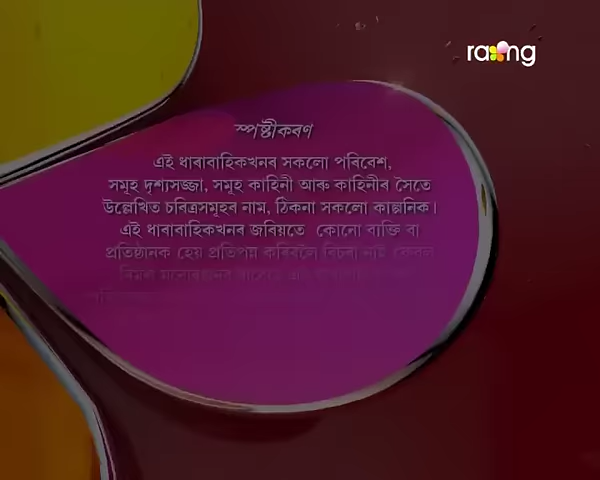 rang
স্পষ্টীকৰণ
এই ধাৰাবাহিকখনৰ সকলো পৰিবেশ,
সমূহ দৃশ্যসজ্জা, সমূহ কাহিনী আৰু কাহিনীৰ সৈতে
উল্লেখিত চৰিত্ৰসমূহৰ নাম, ঠিকনা সকলো কাল্পনিক।
এই ধাৰাবাহিকখনৰ জৰিয়তে কোনো ব্যক্তি বা
প্ৰতিষ্ঠানক হেয় প্ৰতিপন্ন কৰিবলৈ বিচৰা নাই